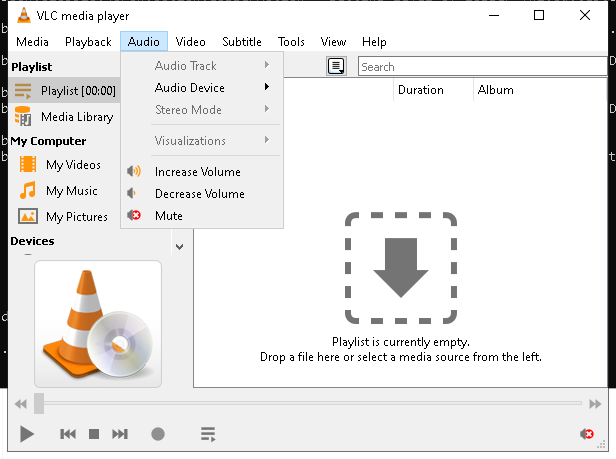 VLC media player
Media Playback Audio Video Subtitle Tools View Help
Playlist
Playlist [00:00]
Media Library
My Computer
My Videos
My Music
My Pictures
Devices
Audio Track
Audio Device
Stereo Mode
Visualizations
Increase Volume
Decrease Volume
Mute
Search
Duration Album
Playlist is currently empty.
Drop a file here or select a media source from the left.